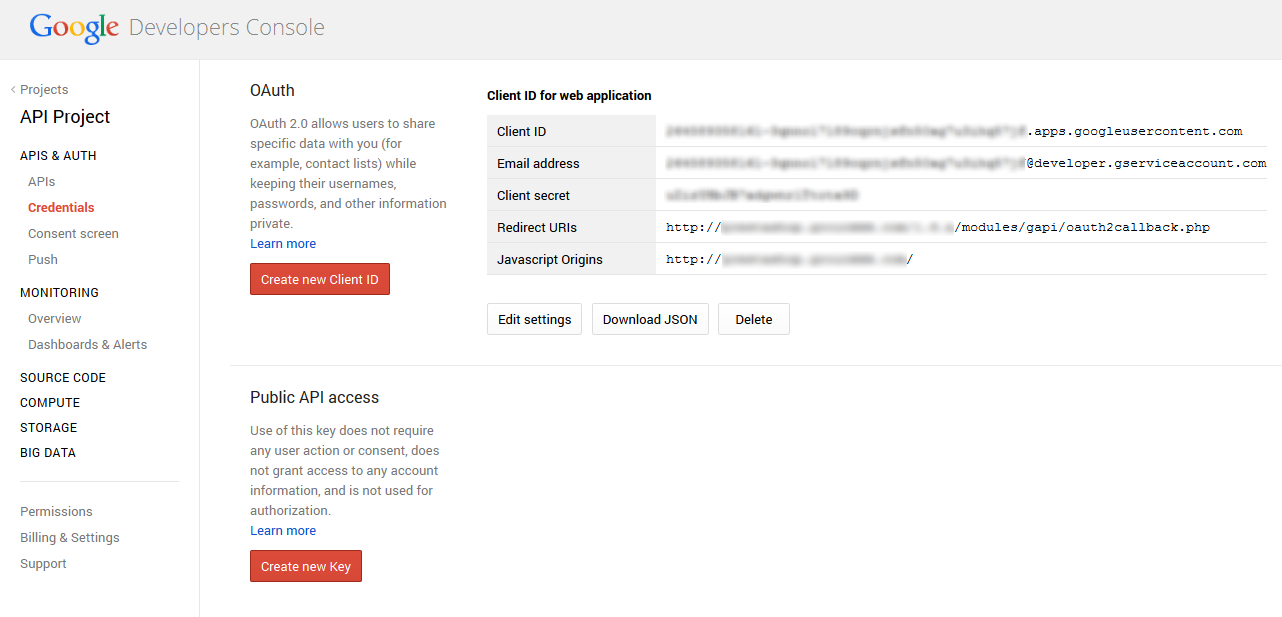 Google Developers Console
Projects
API Project
APIS & AUTH
APIs
Credentials
Consent screen
Push
MONITORING
Overview
Dashboards & Alerts
SOURCE CODE
COMPUTE
STORAGE
BIG DATA
Permissions
Billing & Settings
Support
OAuth
OAuth 2.0 allows users to share
specific data with you (for
example, contact lists) while
keeping their usernames,
passwords, and other information
private.
Learn more
Create new Client ID
Client ID for web application
Client ID .apps.googleusercontent.com
Email address @developer.gserviceaccount.com
Client secret
Redirect URIs http:// /modules/gapi/oauth2callback.php
Javascript Origins http:// /
Edit settings Download JSON Delete
Public API access
Use of this key does not require
any user action or consent, does
not grant access to any account
information, and is not used for
authorization.
Learn more
Create new Key